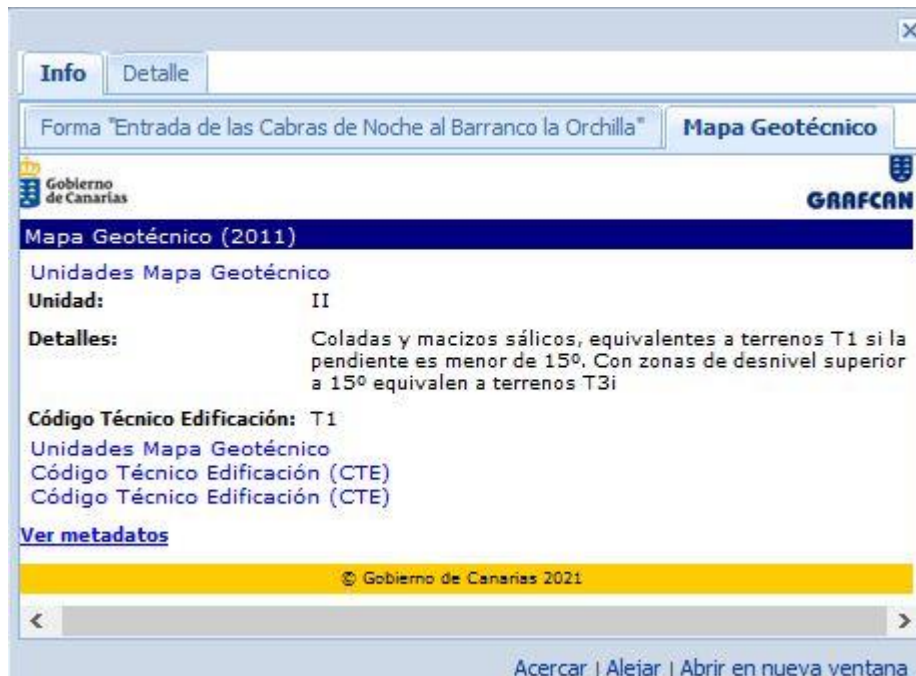 Info Detalle
Forma "Entrada de las Cabras de Noche al Barranco la Orchilla" Mapa Geotécnico
Gobierno
de Canarias
GRAFCAN
Mapa Geotécnico (2011)
Unidades Mapa Geotécnico
Unidad: II
Detalles: Coladas y macizos sálicos, equivalentes a terrenos T1 si la
pendiente es menor de 15º. Con zonas de desnivel superior
a 15º equivalen a terrenos T3i
Código Técnico Edificación: T1
Unidades Mapa Geotécnico
Código Técnico Edificación (CTE)
Código Técnico Edificación (CTE)
Ver metadatos
© Gobierno de Canarias 2021
Acercar | Alejar | Abrir en nueva ventana